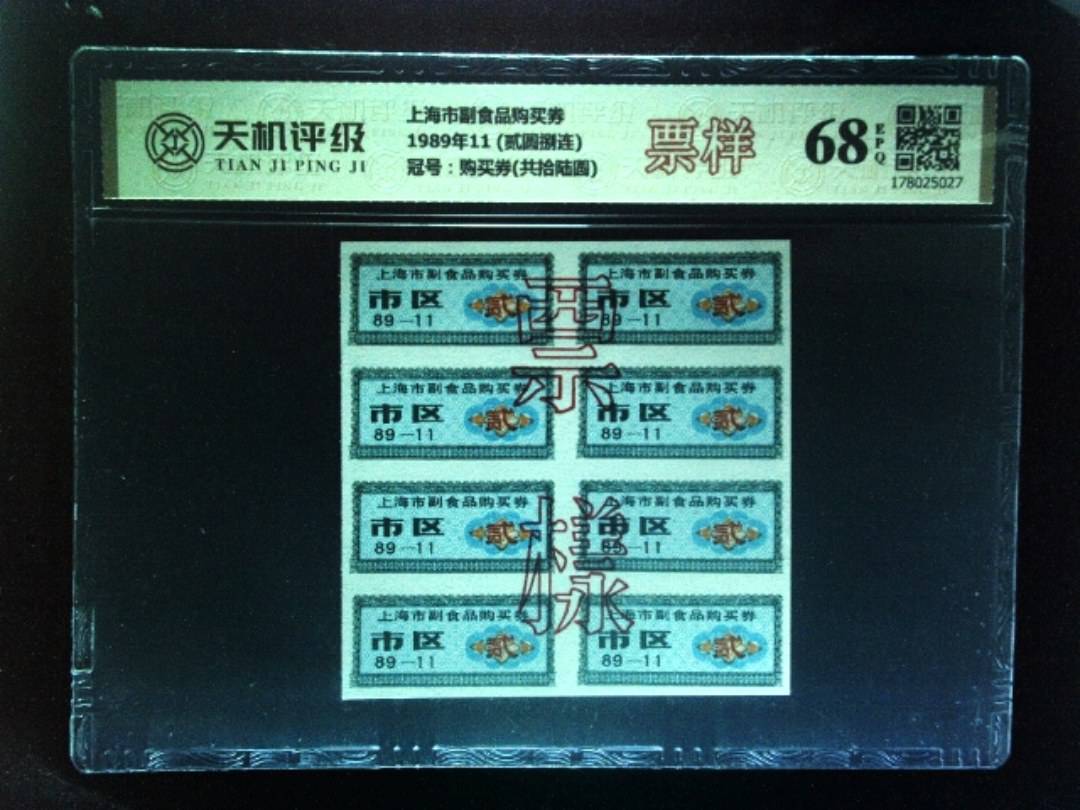 天机评级
TIAN JI PING JI
上海市副食品购买券
1989年11 (贰圆捌连)
冠号：购买券(共拾陆圆)
票样
68
EPQ
178025027
上海市副食品购买券 上海市副食品购买券
市区 贰 市区 贰
89—11 89—11
上海市副食品购买券 上海市副食品购买券
市区 贰 市区 贰
89—11 89—11
上海市副食品购买券 上海市副食品购买券
市区 贰 市区 贰
89—11 89—11
上海市副食品购买券 上海市副食品购买券
市区 贰 市区 贰
89—11 89—11
票
樣